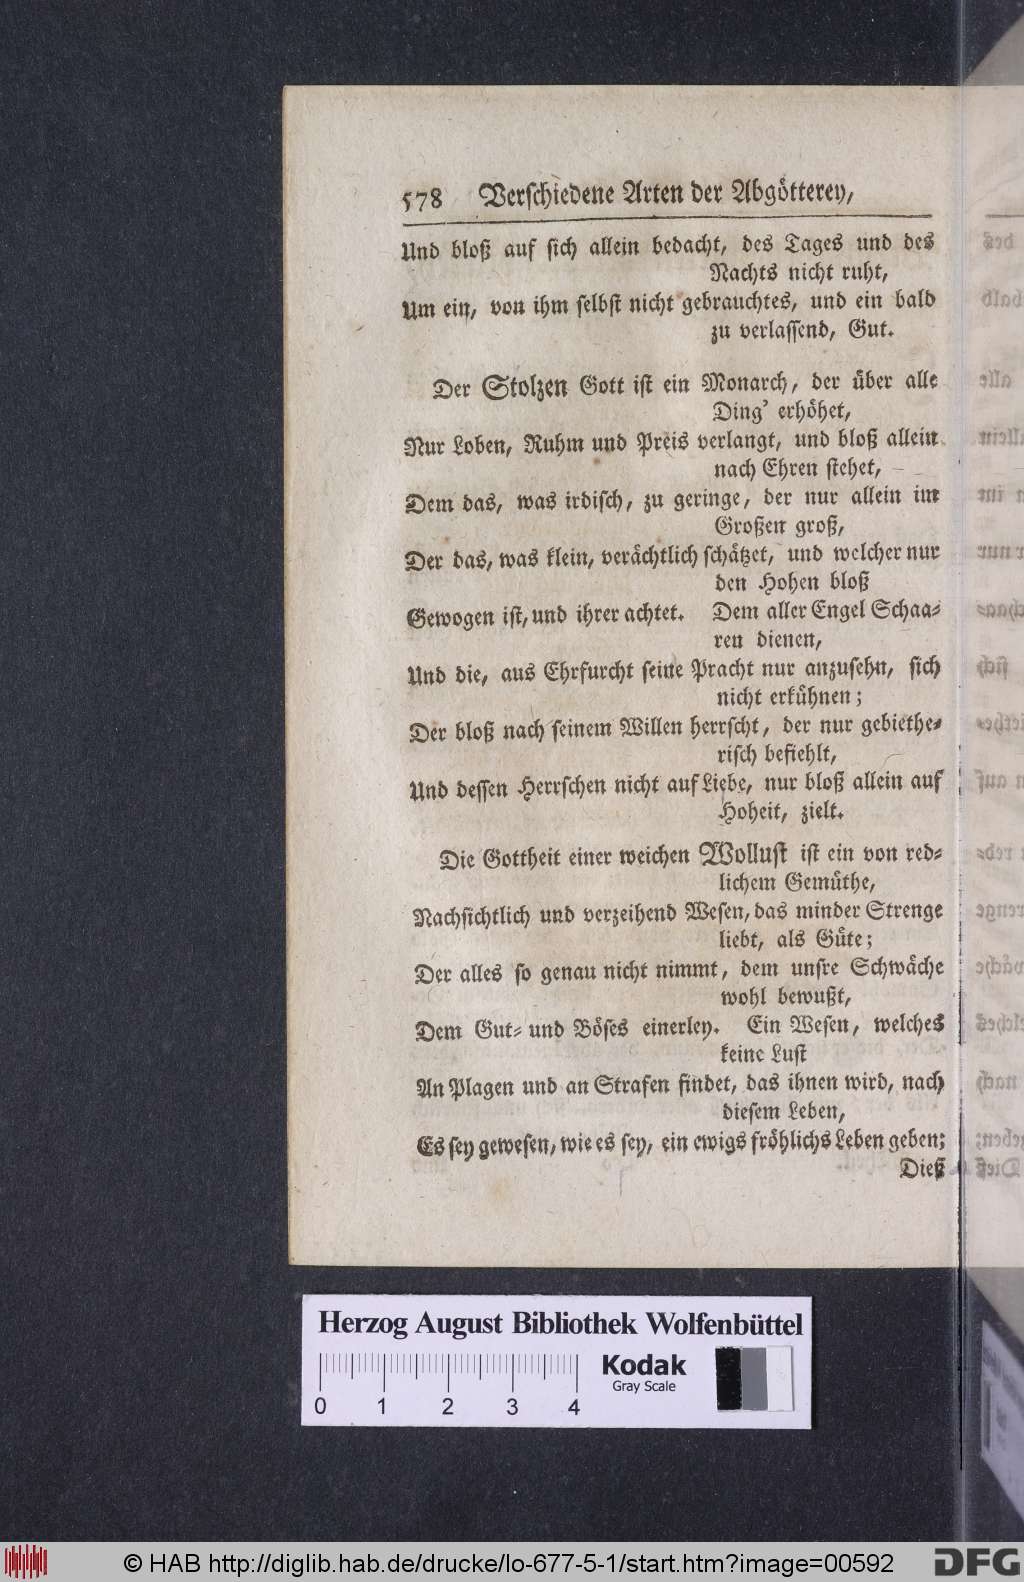 578 Verschiedene Arten der Abgötterey,
Und bloß auf sich allein bedacht, des Tages und des
Nachts nicht ruht,
Um ein, von ihm selbst nicht gebrauchtes, und ein bald
zu verlassend, Gut.
Der Stolzen Gott ist ein Monarch, der über alle
Ding' erhöhet,
Nur Loben, Ruhm und Preis verlangt, und bloß allein
nach Ehren stehet,
Dem das, was irdisch, zu geringe, der nur allein im
Großen groß,
Der das, was klein, verächtlich schätzet, und welcher nur
den Hohen bloß
Gewogen ist, und ihrer achtet. Dem aller Engel Schaa-
ren dienen,
Und die, aus Ehrfurcht seine Pracht nur anzusehn, sich
nicht erkühnen;
Der bloß nach seinem Willen herrscht, der nur gebiethe-
risch befiehlt,
Und dessen Herrschen nicht auf Liebe, nur bloß allein auf
Hoheit, zielt.
Die Gottheit einer weichen Wollust ist ein von red-
lichem Gemüthe,
Nachsichtlich und verzeihend Wesen, das minder Strenge
liebt, als Güte;
Der alles so genau nicht nimmt, dem unsre Schwäche
wohl bewußt,
Dem Gut- und Böses einerley. Ein Wesen, welches
keine Lust
An Plagen und an Strafen findet, das ihnen wird, nach
diesem Leben,
Es sey gewesen, wie es sey, ein ewigs fröhlichs Leben geben;
Dieß
Herzog August Bibliothek Wolfenbüttel
Kodak
Gray Scale
0 1 2 3 4
© HAB http://diglib.hab.de/drucke/lo-677-5-1/start.htm?image=00592
DFG